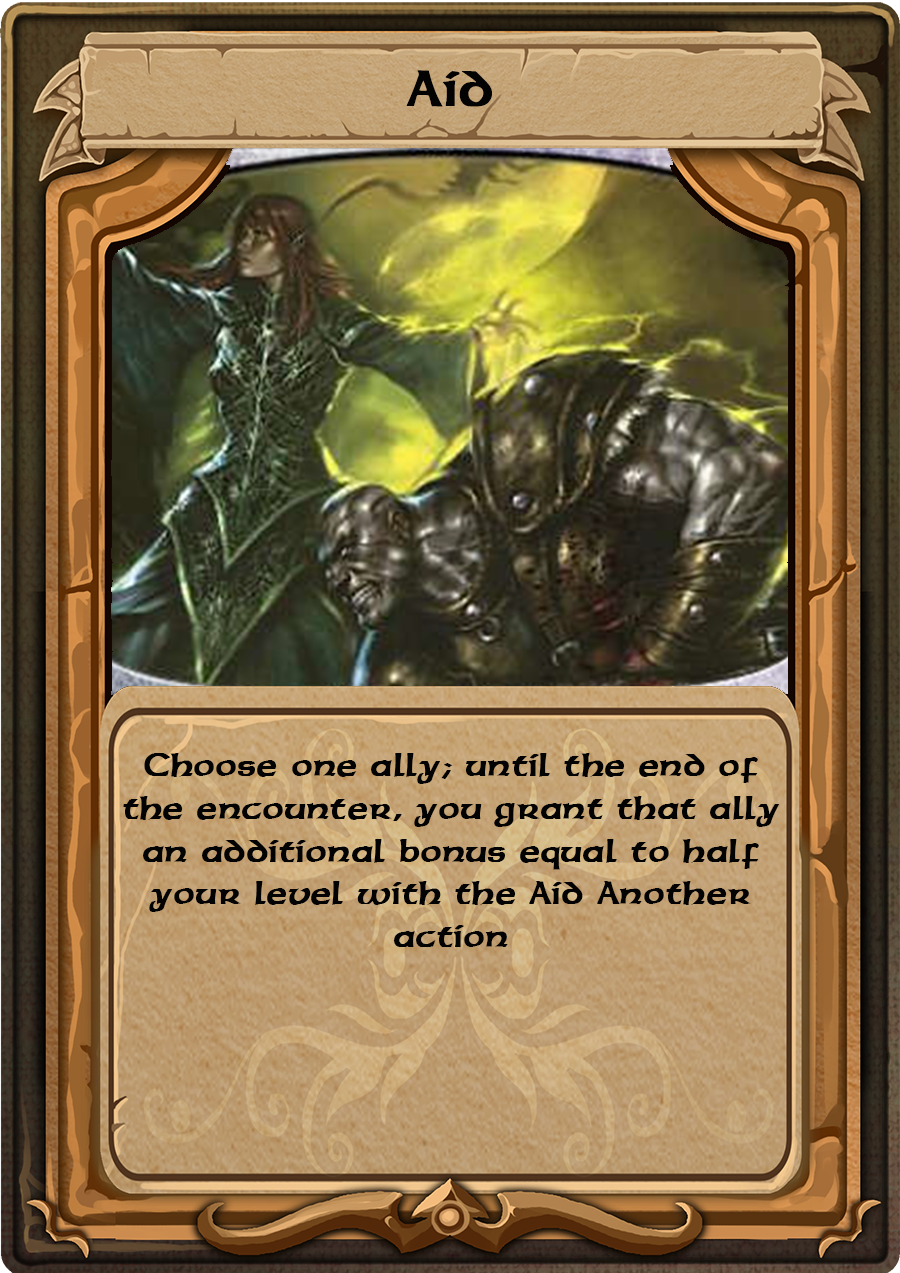 Aid
Choose one ally; until the end of
the encounter, you grant that ally
an additional bonus equal to half
your level with the Aid Another
action